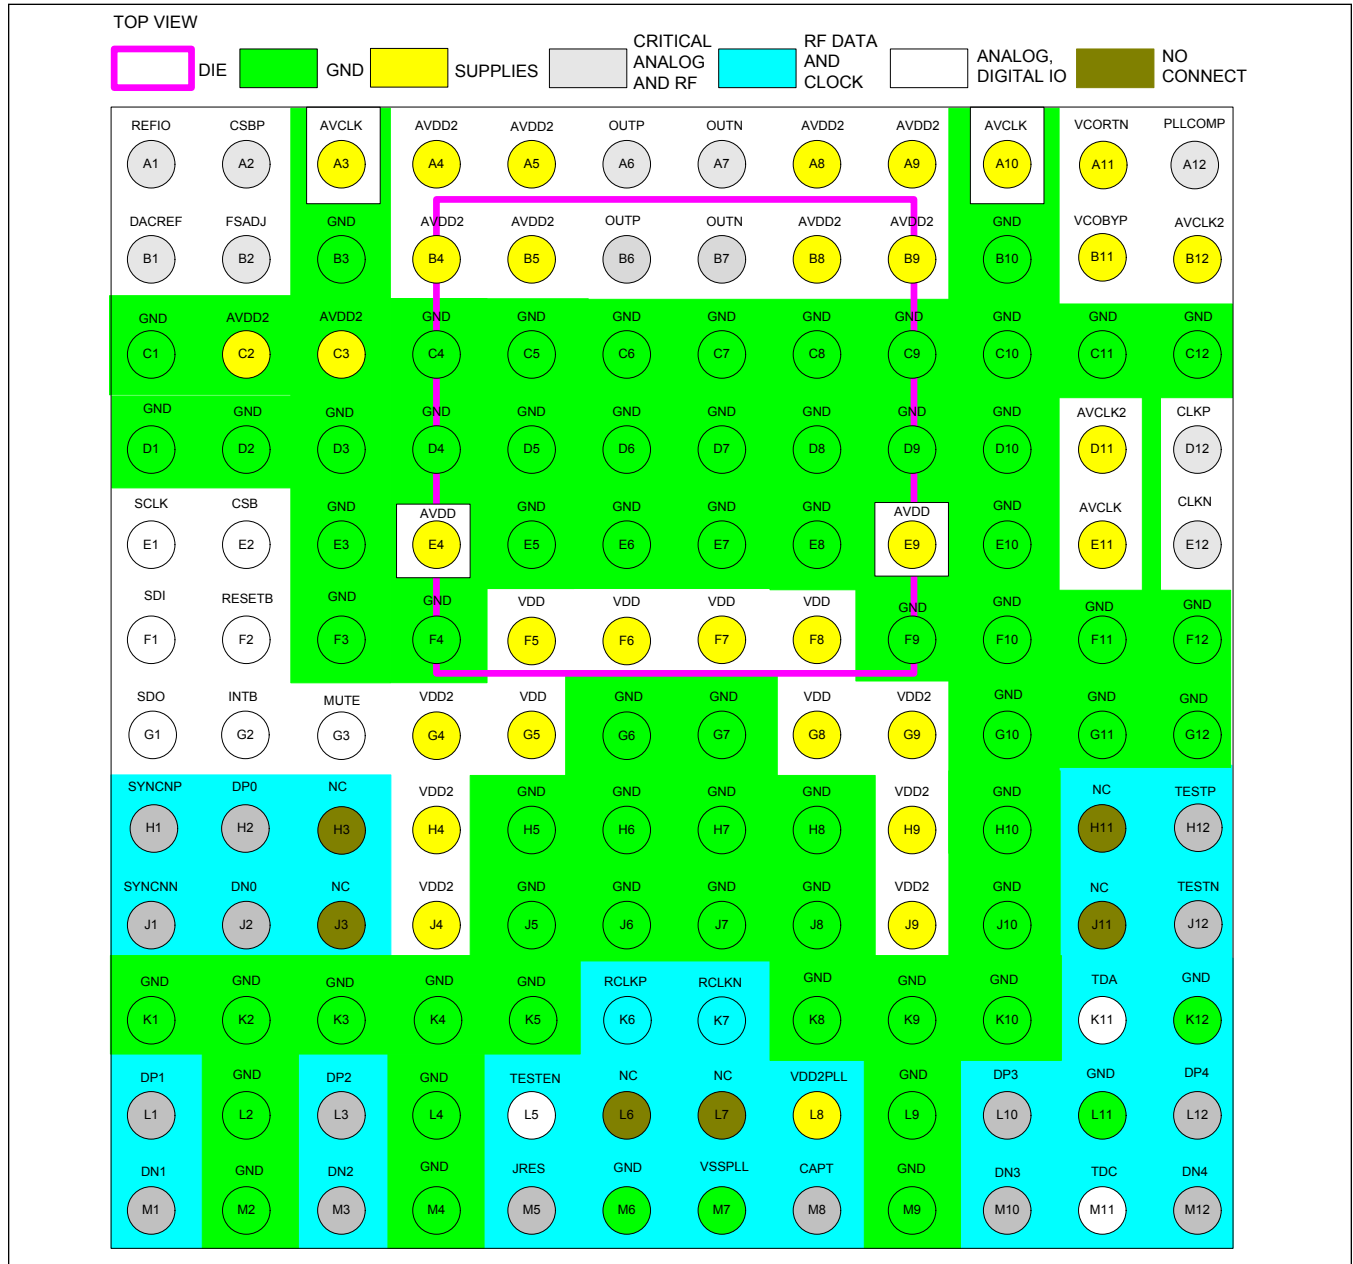 TOP VIEW
DIE
GND
SUPPLIES
CRITICAL
ANALOG
AND RF
RF DATA
AND
CLOCK
ANALOG,
DIGITAL IO
NO
CONNECT
REFIO CSBP AVCLK AVDD2 AVDD2 OUTP OUTN AVDD2 AVDD2 AVCLK VCORTN PLLCOMP
A1 A2 A3 A4 A5 A6 A7 A8 A9 A10 A11 A12
DACREF FSADJ GND AVDD2 AVDD2 OUTP OUTN AVDD2 AVDD2 GND VCOBYP AVCLK2
B1 B2 B3 B4 B5 B6 B7 B8 B9 B10 B11 B12
GND AVDD2 AVDD2 GND GND GND GND GND GND GND GND GND
C1 C2 C3 C4 C5 C6 C7 C8 C9 C10 C11 C12
GND GND GND GND GND GND GND GND GND GND AVCLK2 CLKP
D1 D2 D3 D4 D5 D6 D7 D8 D9 D10 D11 D12
SCLK CSB GND AVDD GND GND GND GND AVDD GND AVCLK CLKN
E1 E2 E3 E4 E5 E6 E7 E8 E9 E10 E11 E12
SDI RESETB GND GND VDD VDD VDD VDD GND GND GND GND
F1 F2 F3 F4 F5 F6 F7 F8 F9 F10 F11 F12
SDO INTB MUTE VDD2 VDD GND GND VDD VDD2 GND GND GND
G1 G2 G3 G4 G5 G6 G7 G8 G9 G10 G11 G12
SYNCNP DP0 NC VDD2 GND GND GND GND VDD2 GND NC TESTP
H1 H2 H3 H4 H5 H6 H7 H8 H9 H10 H11 H12
SYNCNN DN0 NC VDD2 GND GND GND GND VDD2 GND NC TESTN
J1 J2 J3 J4 J5 J6 J7 J8 J9 J10 J11 J12
GND GND GND GND GND RCLKP RCLKN GND GND GND TDA GND
K1 K2 K3 K4 K5 K6 K7 K8 K9 K10 K11 K12
DP1 GND DP2 GND TESTEN NC NC VDD2PLL GND DP3 GND DP4
L1 L2 L3 L4 L5 L6 L7 L8 L9 L10 L11 L12
DN1 GND DN2 GND JRES GND VSSPLL CAPT GND DN3 TDC DN4
M1 M2 M3 M4 M5 M6 M7 M8 M9 M10 M11 M12